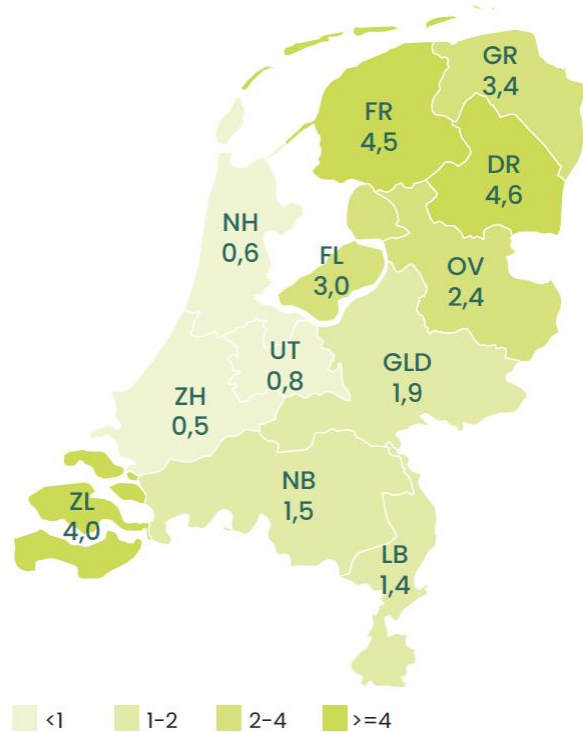 GR
3,4
FR
4,5
DR
4,6
NH
0,6
FL
3,0
OV
2,4
UT
0,8
GLD
1,9
ZH
0,5
NB
1,5
ZL
4,0
LB
1,4
<1 1-2 2-4 >=4